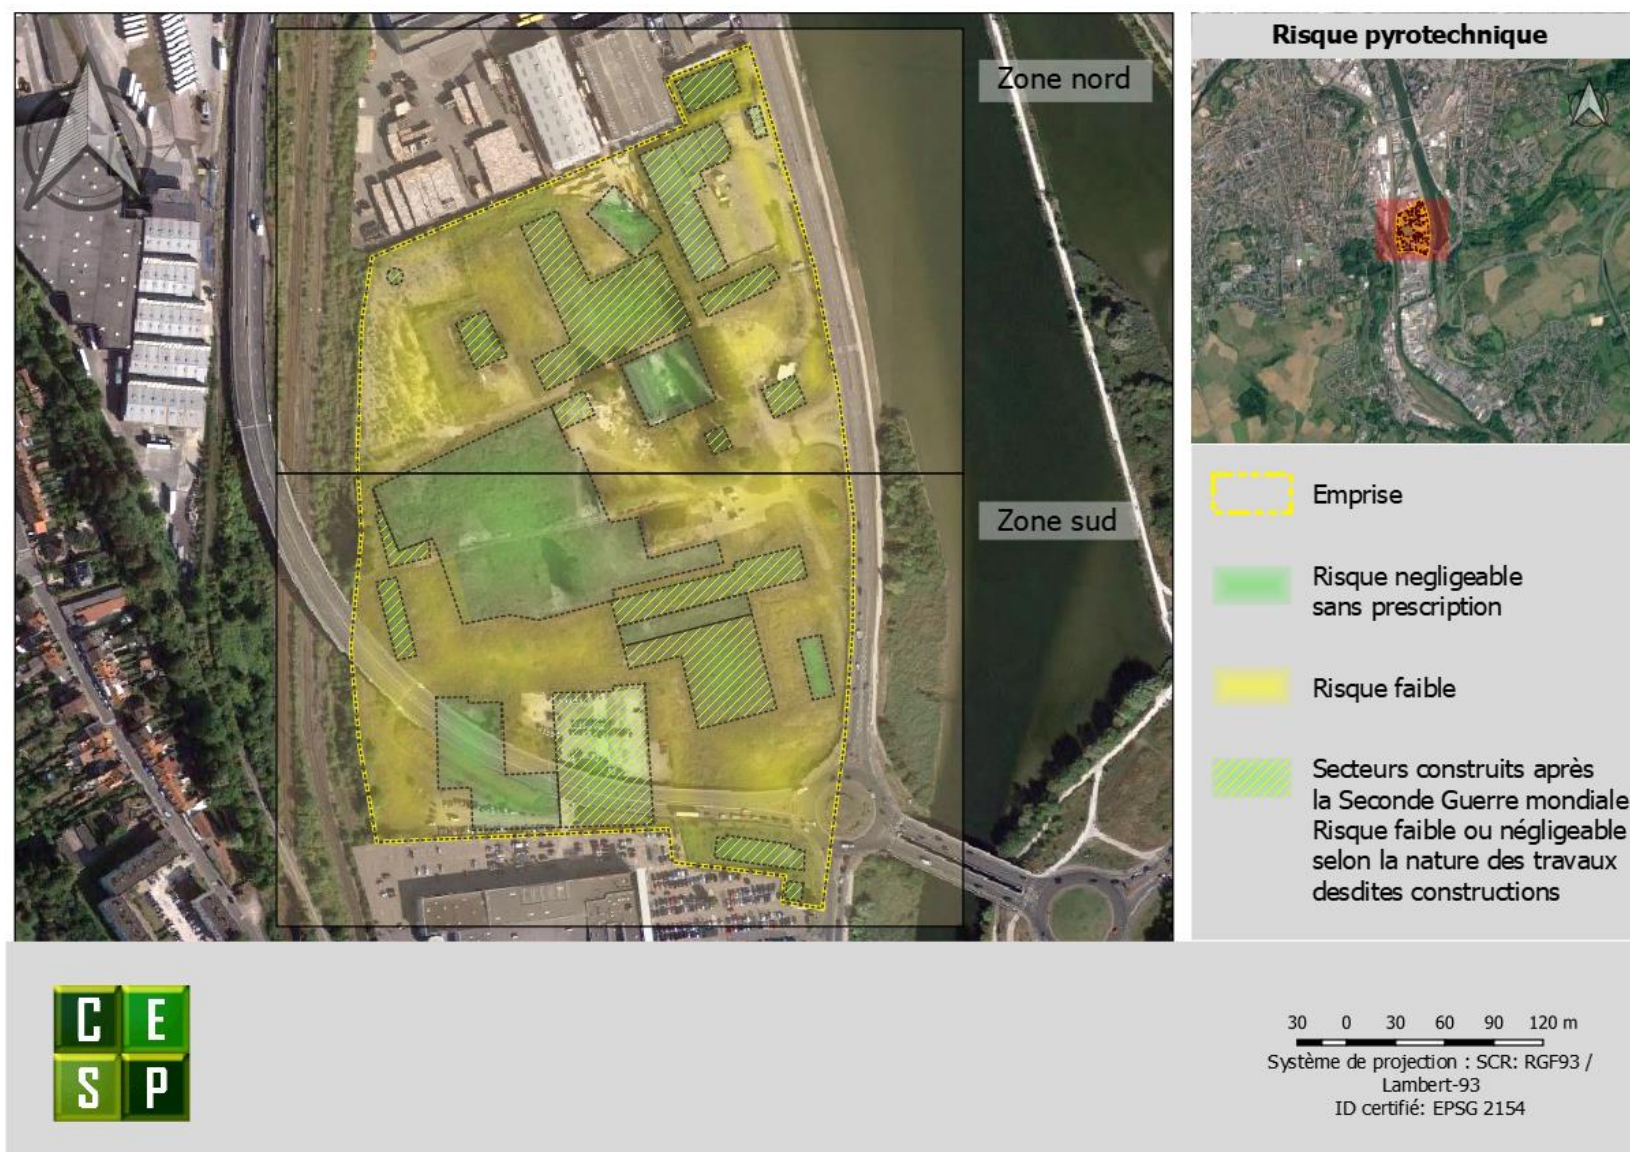 Risque pyrotechnique
Zone nord
Zone sud
Emprise
Risque negligeable
sans prescription
Risque faible
Secteurs construits après
la Seconde Guerre mondiale
Risque faible ou négligeable
selon la nature des travaux
desdites constructions
C E
S P
30 0 30 60 90 120 m
Système de projection : SCR: RGF93 /
Lambert-93
ID certifié: EPSG 2154